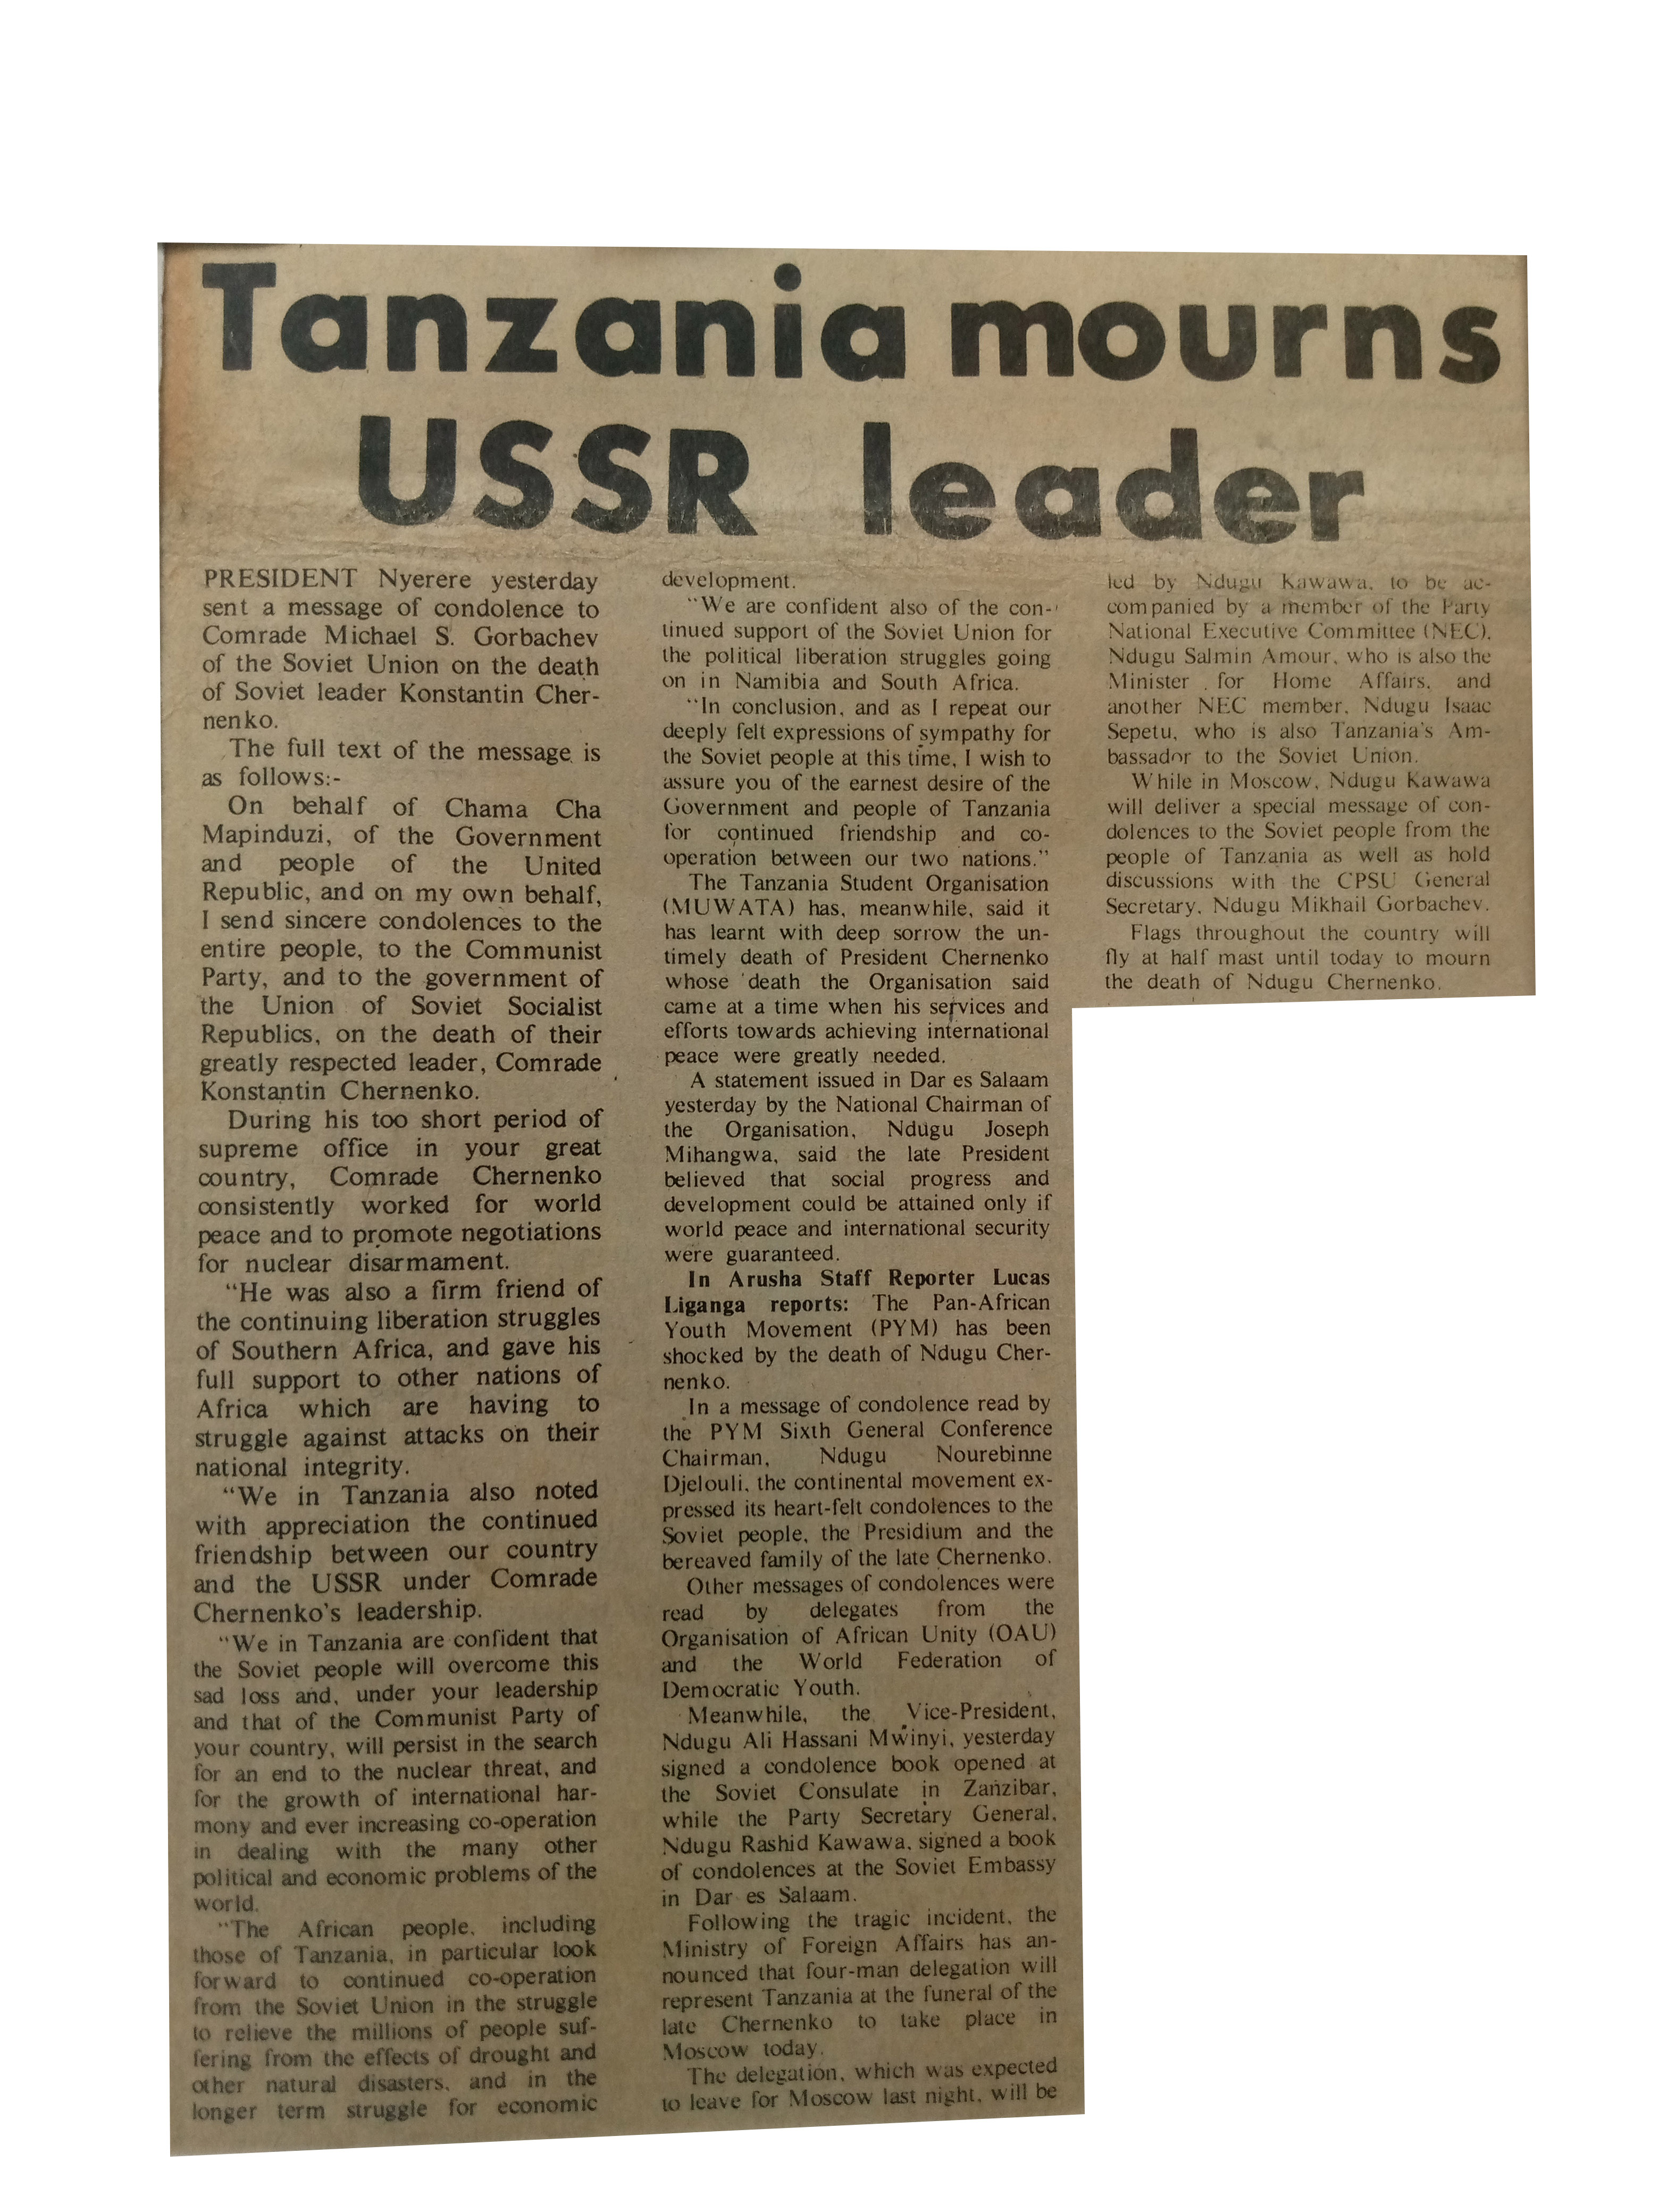 Tanzania mourns
USSR leader
PRESIDENT Nyerere yesterday
sent a message of condolence to
Comrade Michael S. Gorbachev
of the Soviet Union on the death
of Soviet leader Konstantin Cher-
nenko.
The full text of the message is
as follows:-
On behalf of Chama Cha
Mapinduzi, of the Government
and people of the United
Republic, and on my own behalf,
I send sincere condolences to the
entire people, to the Communist
Party, and to the government of
the Union of Soviet Socialist
Republics, on the death of their
greatly respected leader, Comrade
Konstantin Chernenko.
During his too short period of
supreme office in your great
country, Comrade Chernenko
consistently worked for world
peace and to promote negotiations
for nuclear disarmament.
"He was also a firm friend of
the continuing liberation struggles
of Southern Africa, and gave his
full support to other nations of
Africa which are having to
struggle against attacks on their
national integrity.
"We in Tanzania also noted
with appreciation the continued
friendship between our country
and the USSR under Comrade
Chernenko's leadership.
"We in Tanzania are confident that
the Soviet people will overcome this
sad loss and, under your leadership
and that of the Communist Party of
your country, will persist in the search
for an end to the nuclear threat, and
for the growth of international har-
mony and ever increasing co-operation
in dealing with the many other
political and economic problems of the
world.
"The African people, including
those of Tanzania, in particular look
forward to continued co-operation
from the Soviet Union in the struggle
to relieve the millions of people suf-
fering from the effects of drought and
other natural disasters, and in the
longer term struggle for economic
development.
"We are confident also of the con-
tinued support of the Soviet Union for
the political liberation struggles going
on in Namibia and South Africa.
"In conclusion, and as I repeat our
deeply felt expressions of sympathy for
the Soviet people at this time, I wish to
assure you of the earnest desire of the
Government and people of Tanzania
for continued friendship and co-
operation between our two nations."
The Tanzania Student Organisation
(MUWATA) has, meanwhile, said it
has learnt with deep sorrow the un-
timely death of President Chernenko
whose death the Organisation said
came at a time when his services and
efforts towards achieving international
peace were greatly needed.
A statement issued in Dar es Salaam
yesterday by the National Chairman of
the Organisation, Ndugu Joseph
Mihangwa, said the late President
believed that social progress and
development could be attained only if
world peace and international security
were guaranteed.
In Arusha Staff Reporter Lucas
Liganga reports: The Pan-African
Youth Movement (PYM) has been
shocked by the death of Ndugu Cher-
nenko.
In a message of condolence read by
the PYM Sixth General Conference
Chairman, Ndugu Nourebinne
Djelouli, the continental movement ex-
pressed its heart-felt condolences to the
Soviet people, the Presidium and the
bereaved family of the late Chernenko.
Other messages of condolences were
read by delegates from the
Organisation of African Unity (OAU)
and the World Federation of
Democratic Youth.
Meanwhile, the Vice-President,
Ndugu Ali Hassani Mwinyi, yesterday
signed a condolence book opened at
the Soviet Consulate in Zanzibar,
while the Party Secretary General,
Ndugu Rashid Kawawa, signed a book
of condolences at the Soviet Embassy
in Dar es Salaam.
Following the tragic incident, the
Ministry of Foreign Affairs has an-
nounced that four-man delegation will
represent Tanzania at the funeral of the
late Chernenko to take place in
Moscow today.
The delegation, which was expected
to leave for Moscow last night, will be
led by Ndugu Kawawa, to be ac-
companied by a member of the Party
National Executive Committee (NEC),
Ndugu Salmin Amour, who is also the
Minister for Home Affairs, and
another NEC member, Ndugu Isaac
Sepetu, who is also Tanzania's Am-
bassador to the Soviet Union.
While in Moscow, Ndugu Kawawa
will deliver a special message of con-
dolences to the Soviet people from the
people of Tanzania as well as hold
discussions with the CPSU General
Secretary, Ndugu Mikhail Gorbachev.
Flags throughout the country will
fly at half mast until today to mourn
the death of Ndugu Chernenko.